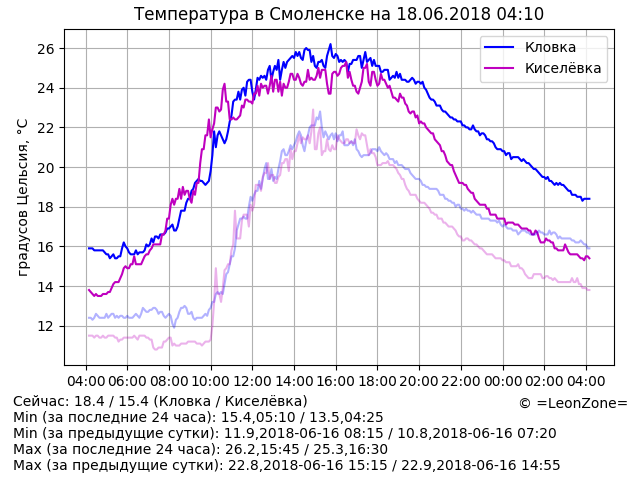 Температура в Смоленске на 18.06.2018 04:10
Кловка
Киселёвка
градусов Цельсия, °C
26
24
22
20
18
16
14
12
04:00 06:00 08:00 10:00 12:00 14:00 16:00 18:00 20:00 22:00 00:00 02:00 04:00
Сейчас: 18.4 / 15.4 (Кловка / Киселёвка)
© =LeonZone=
Min (за последние 24 часа): 15.4,05:10 / 13.5,04:25
Min (за предыдущие сутки): 11.9,2018-06-16 08:15 / 10.8,2018-06-16 07:20
Max (за последние 24 часа): 26.2,15:45 / 25.3,16:30
Max (за предыдущие сутки): 22.8,2018-06-16 15:15 / 22.9,2018-06-16 14:55